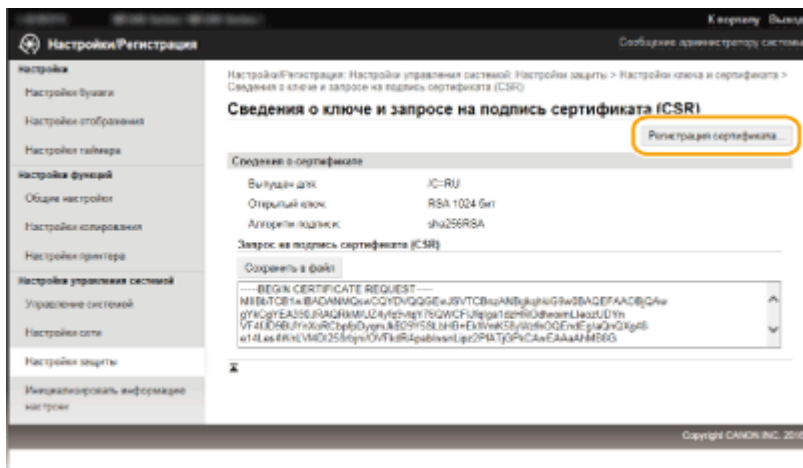 К порталу Выход
Настройки/Регистрация
Сообщение администратору системы
Настройка
Настройки бумаги
Настройки отображения
Настройки таймера
Настройка функций
Общие настройки
Настройки копирования
Настройки принтера
Настройка управления системой
Управление системой
Настройки сети
Настройки защиты
Инициализировать информацию
настроек
Настройки/Регистрация: Настройки управления системой: Настройки защиты > Настройки ключа и сертификата >
Сведения о ключе и запросе на подпись сертификата (CSR)
Сведения о ключе и запросе на подпись сертификата (CSR)
Регистрация сертификата...
Сведения о сертификате
Выпущен для: /C=RU
Открытый ключ: RSA 1024 бит
Алгоритм подписи: sha256RSA
Запрос на подпись сертификата (CSR)
Сохранить в файл
-----BEGIN CERTIFICATE REQUEST-----
Copyright CANON INC. 2016